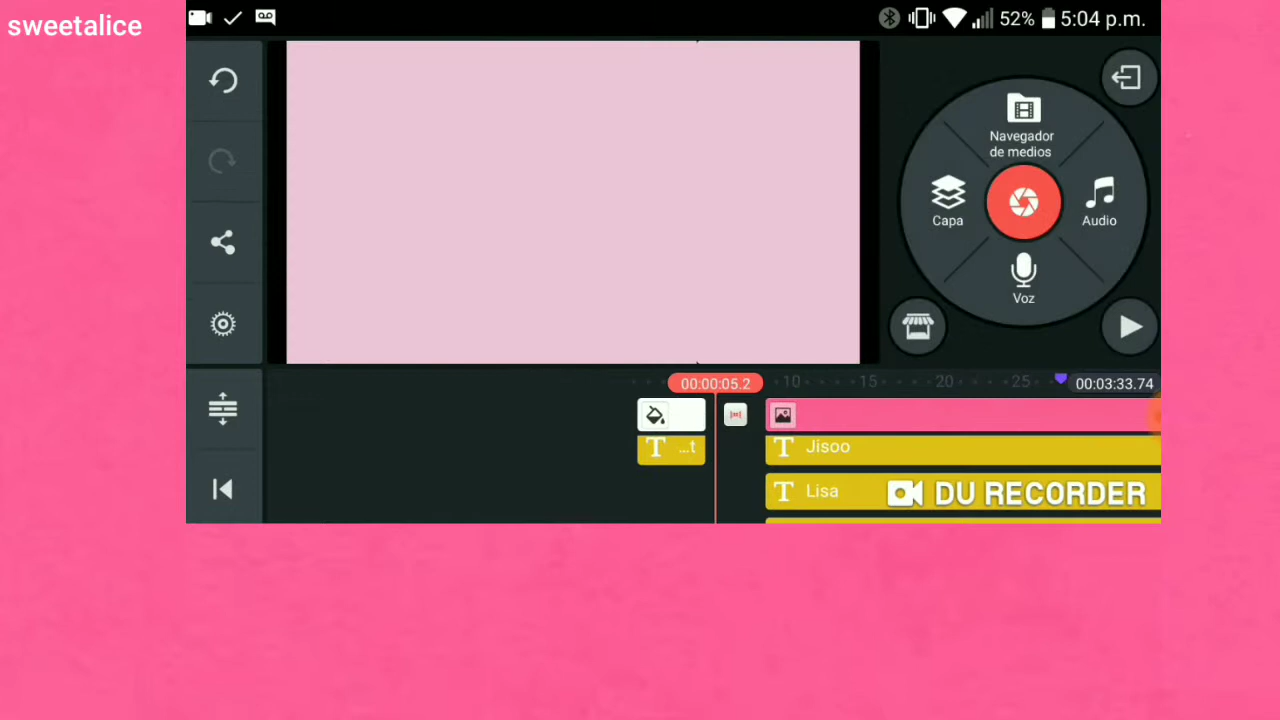 sweetalice
52% 5:04 p.m.
Navegador
de medios
Capa
Audio
Voz
00:00:05.2
10
15
20
25
00:03:33.74
T ...t
T Jisoo
T Lisa
DU RECORDER